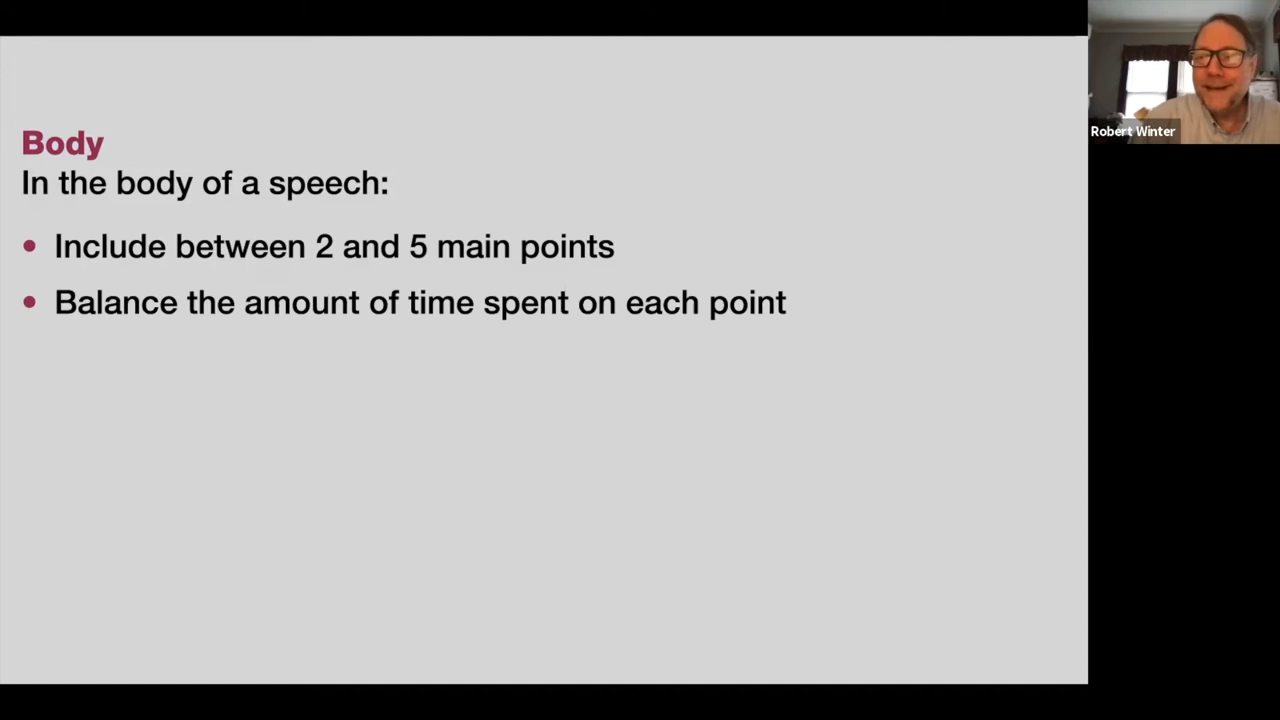 Body
In the body of a speech:
• Include between 2 and 5 main points
• Balance the amount of time spent on each point
Robert Winter